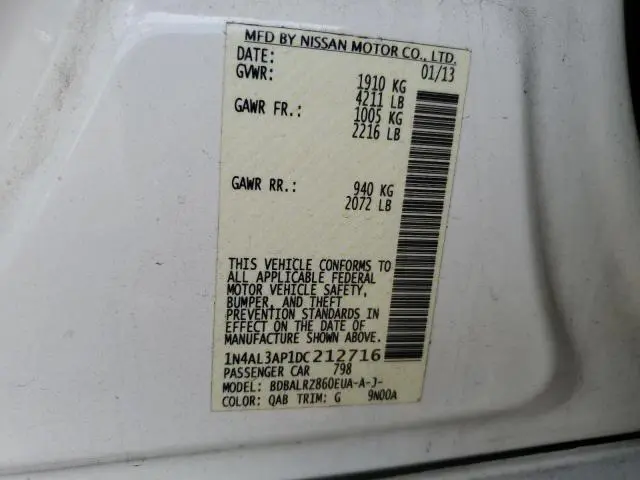 MFD BY NISSAN MOTOR CO., LTD.
DATE: 01/13
GVWR: 1910 KG
4211 LB
GAWR FR.: 1005 KG
2216 LB
GAWR RR.: 940 KG
2072 LB
THIS VEHICLE CONFORMS TO
ALL APPLICABLE FEDERAL
MOTOR VEHICLE SAFETY,
BUMPER, AND THEFT
PREVENTION STANDARDS IN
EFFECT ON THE DATE OF
MANUFACTURE SHOWN ABOVE.
1N4AL3AP1DC212716
PASSENGER CAR 798
MODEL: BDBALRZ860EUA-A-J-
COLOR: QAB TRIM: G 9N00A